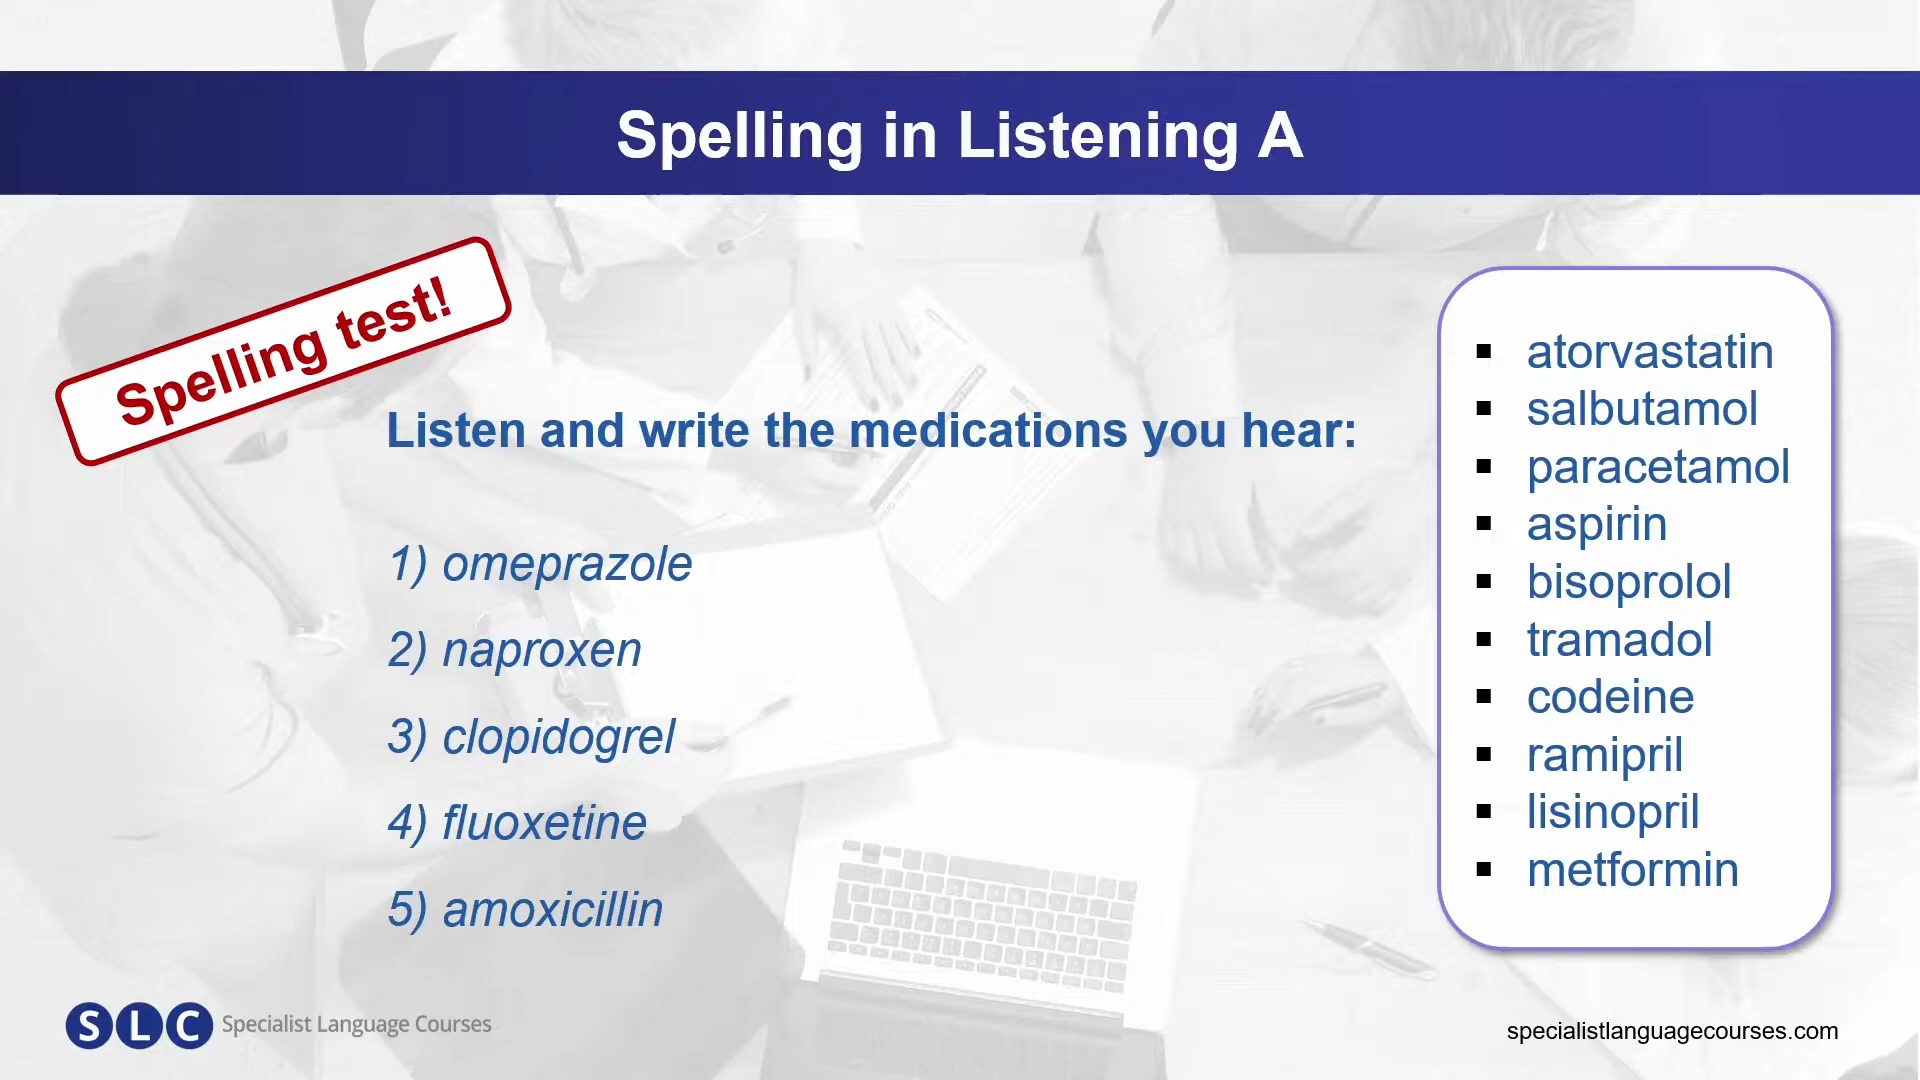 Spelling in Listening A
Spelling test!
Listen and write the medications you hear:
1) omeprazole
2) naproxen
3) clopidogrel
4) fluoxetine
5) amoxicillin
▪ atorvastatin
▪ salbutamol
▪ paracetamol
▪ aspirin
▪ bisoprolol
▪ tramadol
▪ codeine
▪ ramipril
▪ lisinopril
▪ metformin
SLC Specialist Language Courses
specialistlanguagecourses.com